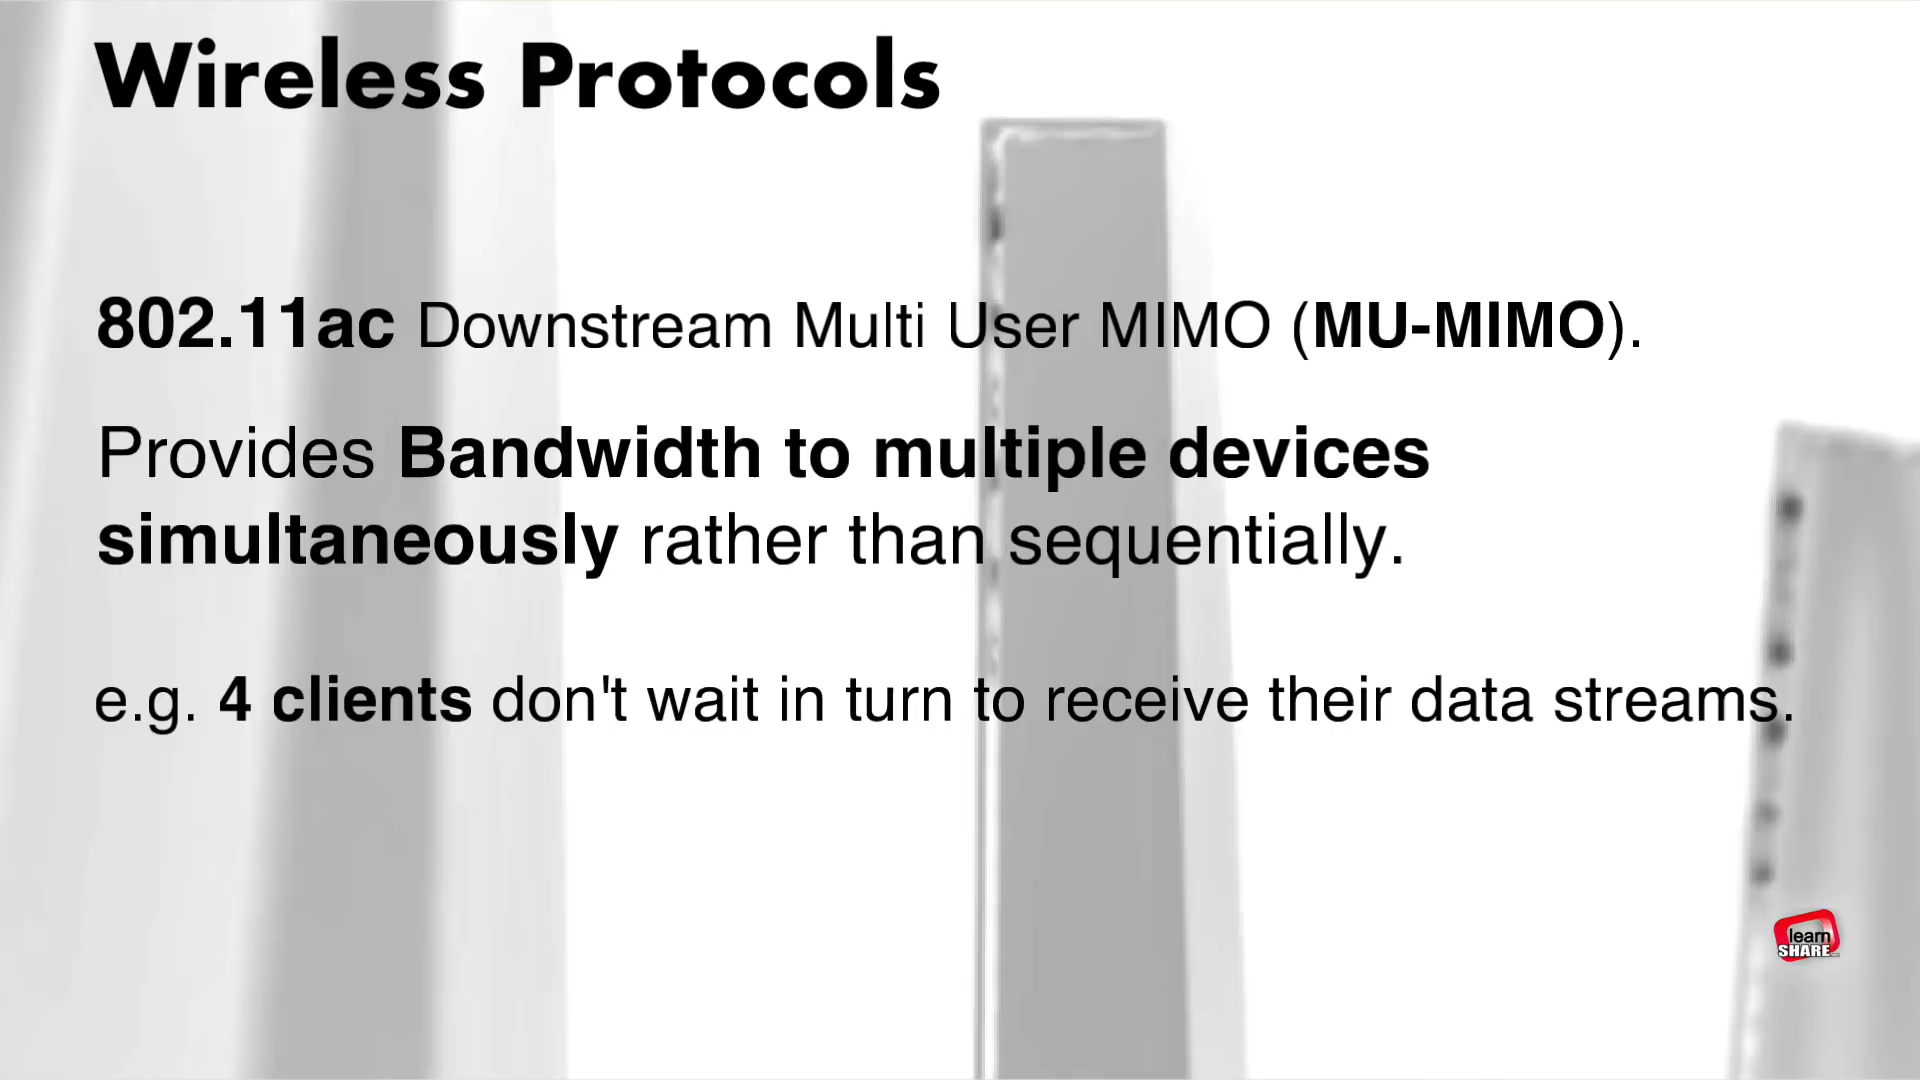 Wireless Protocols
802.11ac Downstream Multi User MIMO (MU-MIMO).
Provides Bandwidth to multiple devices
simultaneously rather than sequentially.
e.g. 4 clients don't wait in turn to receive their data streams.
learn
SHARE